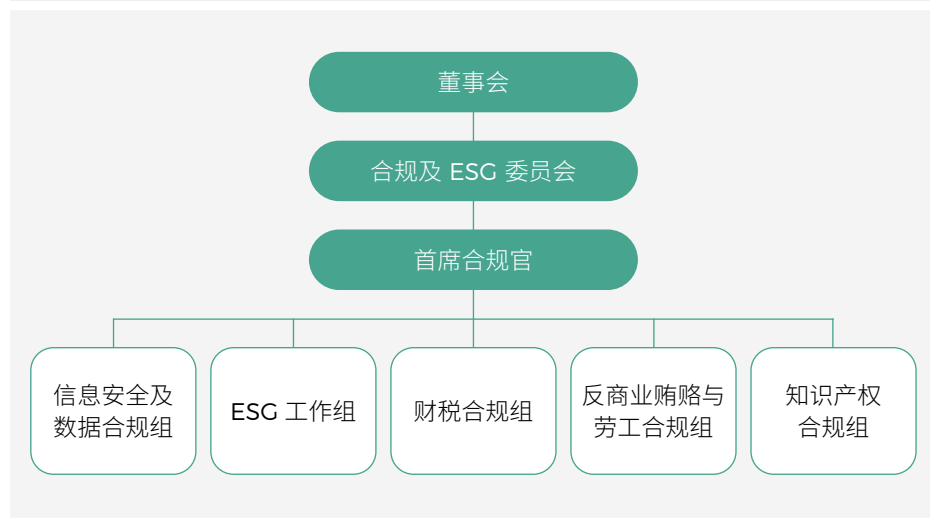 董事会
合规及 ESG 委员会
首席合规官
信息安全及
数据合规组
ESG 工作组
财税合规组
反商业贿赂与
劳工合规组
知识产权
合规组